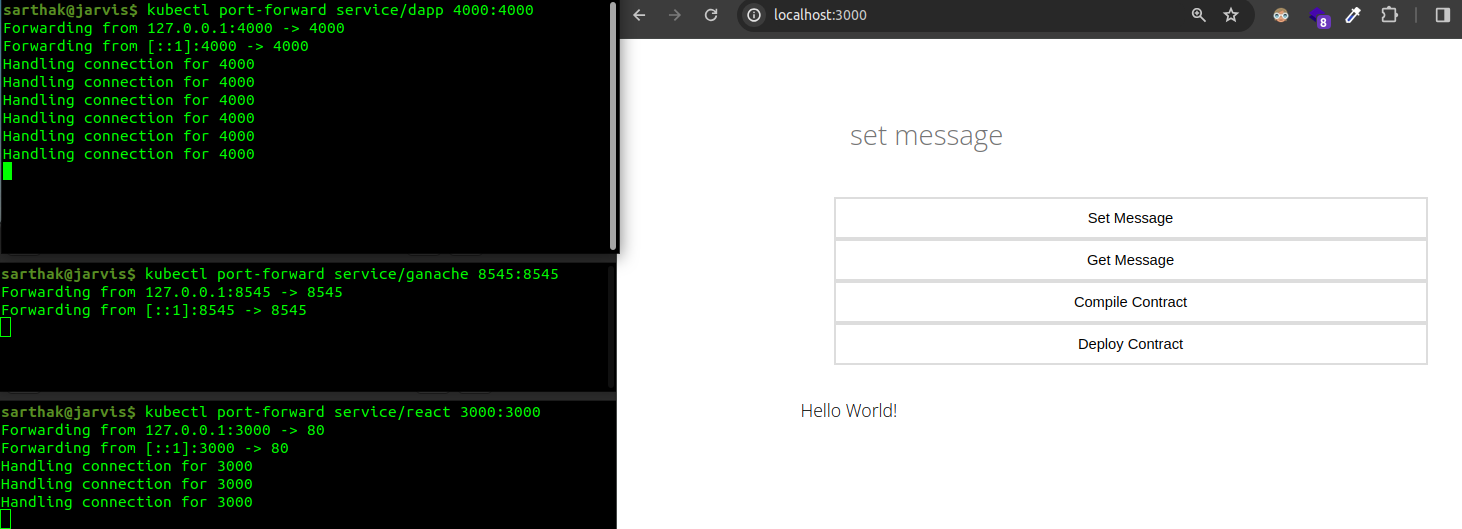 sarthak@jarvis$ kubectl port-forward service/dapp 4000:4000
Forwarding from 127.0.0.1:4000 -> 4000
Forwarding from [::1]:4000 -> 4000
Handling connection for 4000
Handling connection for 4000
Handling connection for 4000
Handling connection for 4000
Handling connection for 4000
Handling connection for 4000
sarthak@jarvis$ kubectl port-forward service/ganache 8545:8545
Forwarding from 127.0.0.1:8545 -> 8545
Forwarding from [::1]:8545 -> 8545
sarthak@jarvis$ kubectl port-forward service/react 3000:3000
Forwarding from 127.0.0.1:3000 -> 80
Forwarding from [::1]:3000 -> 80
Handling connection for 3000
Handling connection for 3000
Handling connection for 3000
localhost:3000
8
set message
Set Message
Get Message
Compile Contract
Deploy Contract
Hello World!